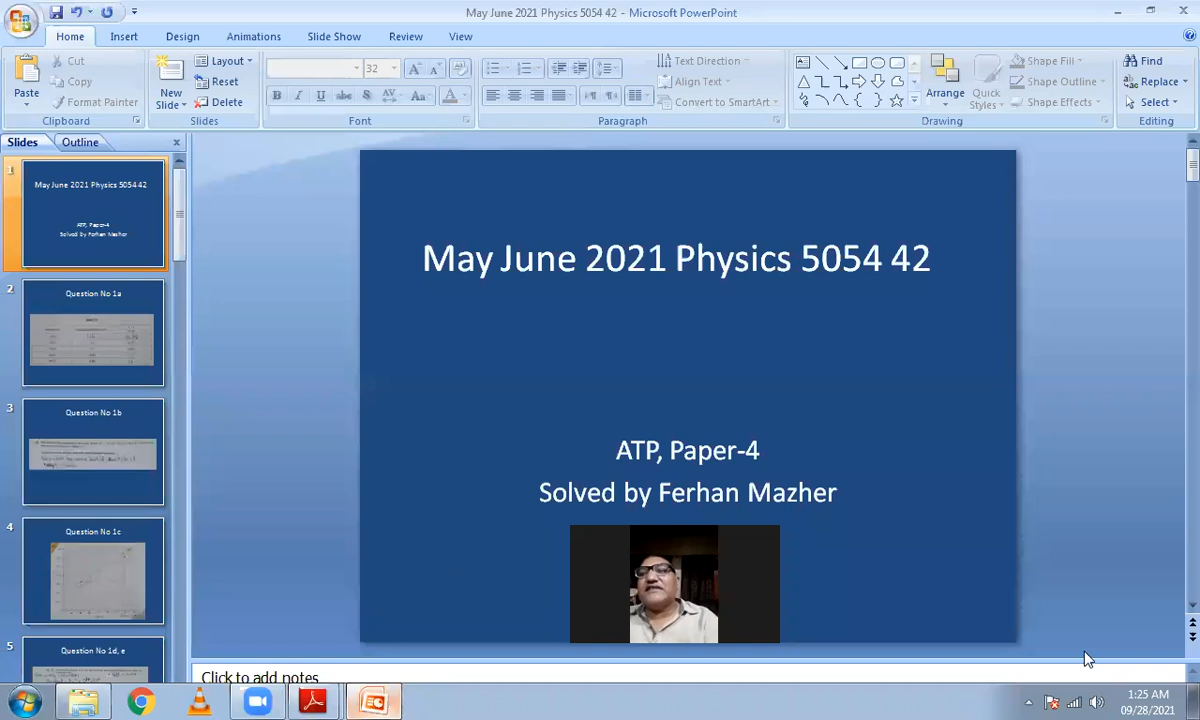 May June 2021 Physics 5054 42 - Microsoft PowerPoint
Home Insert Design Animations Slide Show Review View
Paste
Cut
Copy
Format Painter
Clipboard
New Slide
Layout
Reset
Delete
Slides
32
B I U abc S AV Aa A
Font
Text Direction
Align Text
Convert to SmartArt
Paragraph
Arrange
Quick Styles
Shape Fill
Shape Outline
Shape Effects
Drawing
Find
Replace
Select
Editing
Slides Outline
1
May June 2021 Physics 5054 42
ATP, Paper-4
Solved by Ferhan Mazher
2
Question No 1a
3
Question No 1b
4
Question No 1c
5
Question No 1d, e
May June 2021 Physics 5054 42
ATP, Paper-4
Solved by Ferhan Mazher
Click to add notes
1:25 AM
09/28/2021